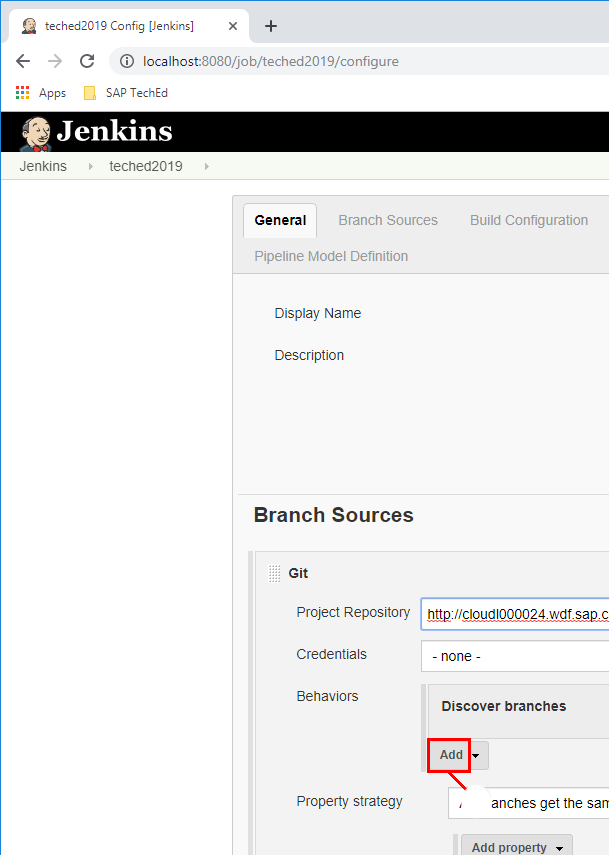 teched2019 Config [Jenkins]
localhost:8080/job/teched2019/configure
Apps SAP TechEd
Jenkins
Jenkins teched2019
General Branch Sources Build Configuration
Pipeline Model Definition
Display Name
Description
Branch Sources
Git
Project Repository http://cloudl000024.wdf.sap.c
Credentials - none -
Behaviors
Discover branches
Add
Property strategy anches get the sam
Add property